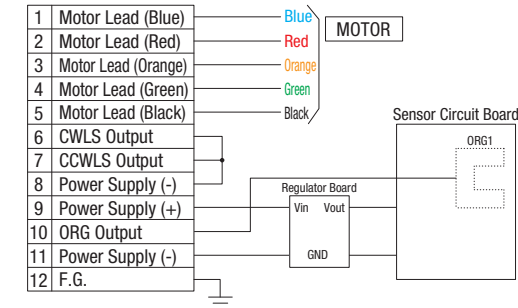 1 Motor Lead (Blue) Blue
2 Motor Lead (Red) Red
3 Motor Lead (Orange) Orange
4 Motor Lead (Green) Green
5 Motor Lead (Black) Black
MOTOR
6 CWLS Output
7 CCWLS Output
8 Power Supply (-)
9 Power Supply (+)
10 ORG Output
11 Power Supply (-)
12 F.G.
Regulator Board
Vin Vout
GND
Sensor Circuit Board
ORG1